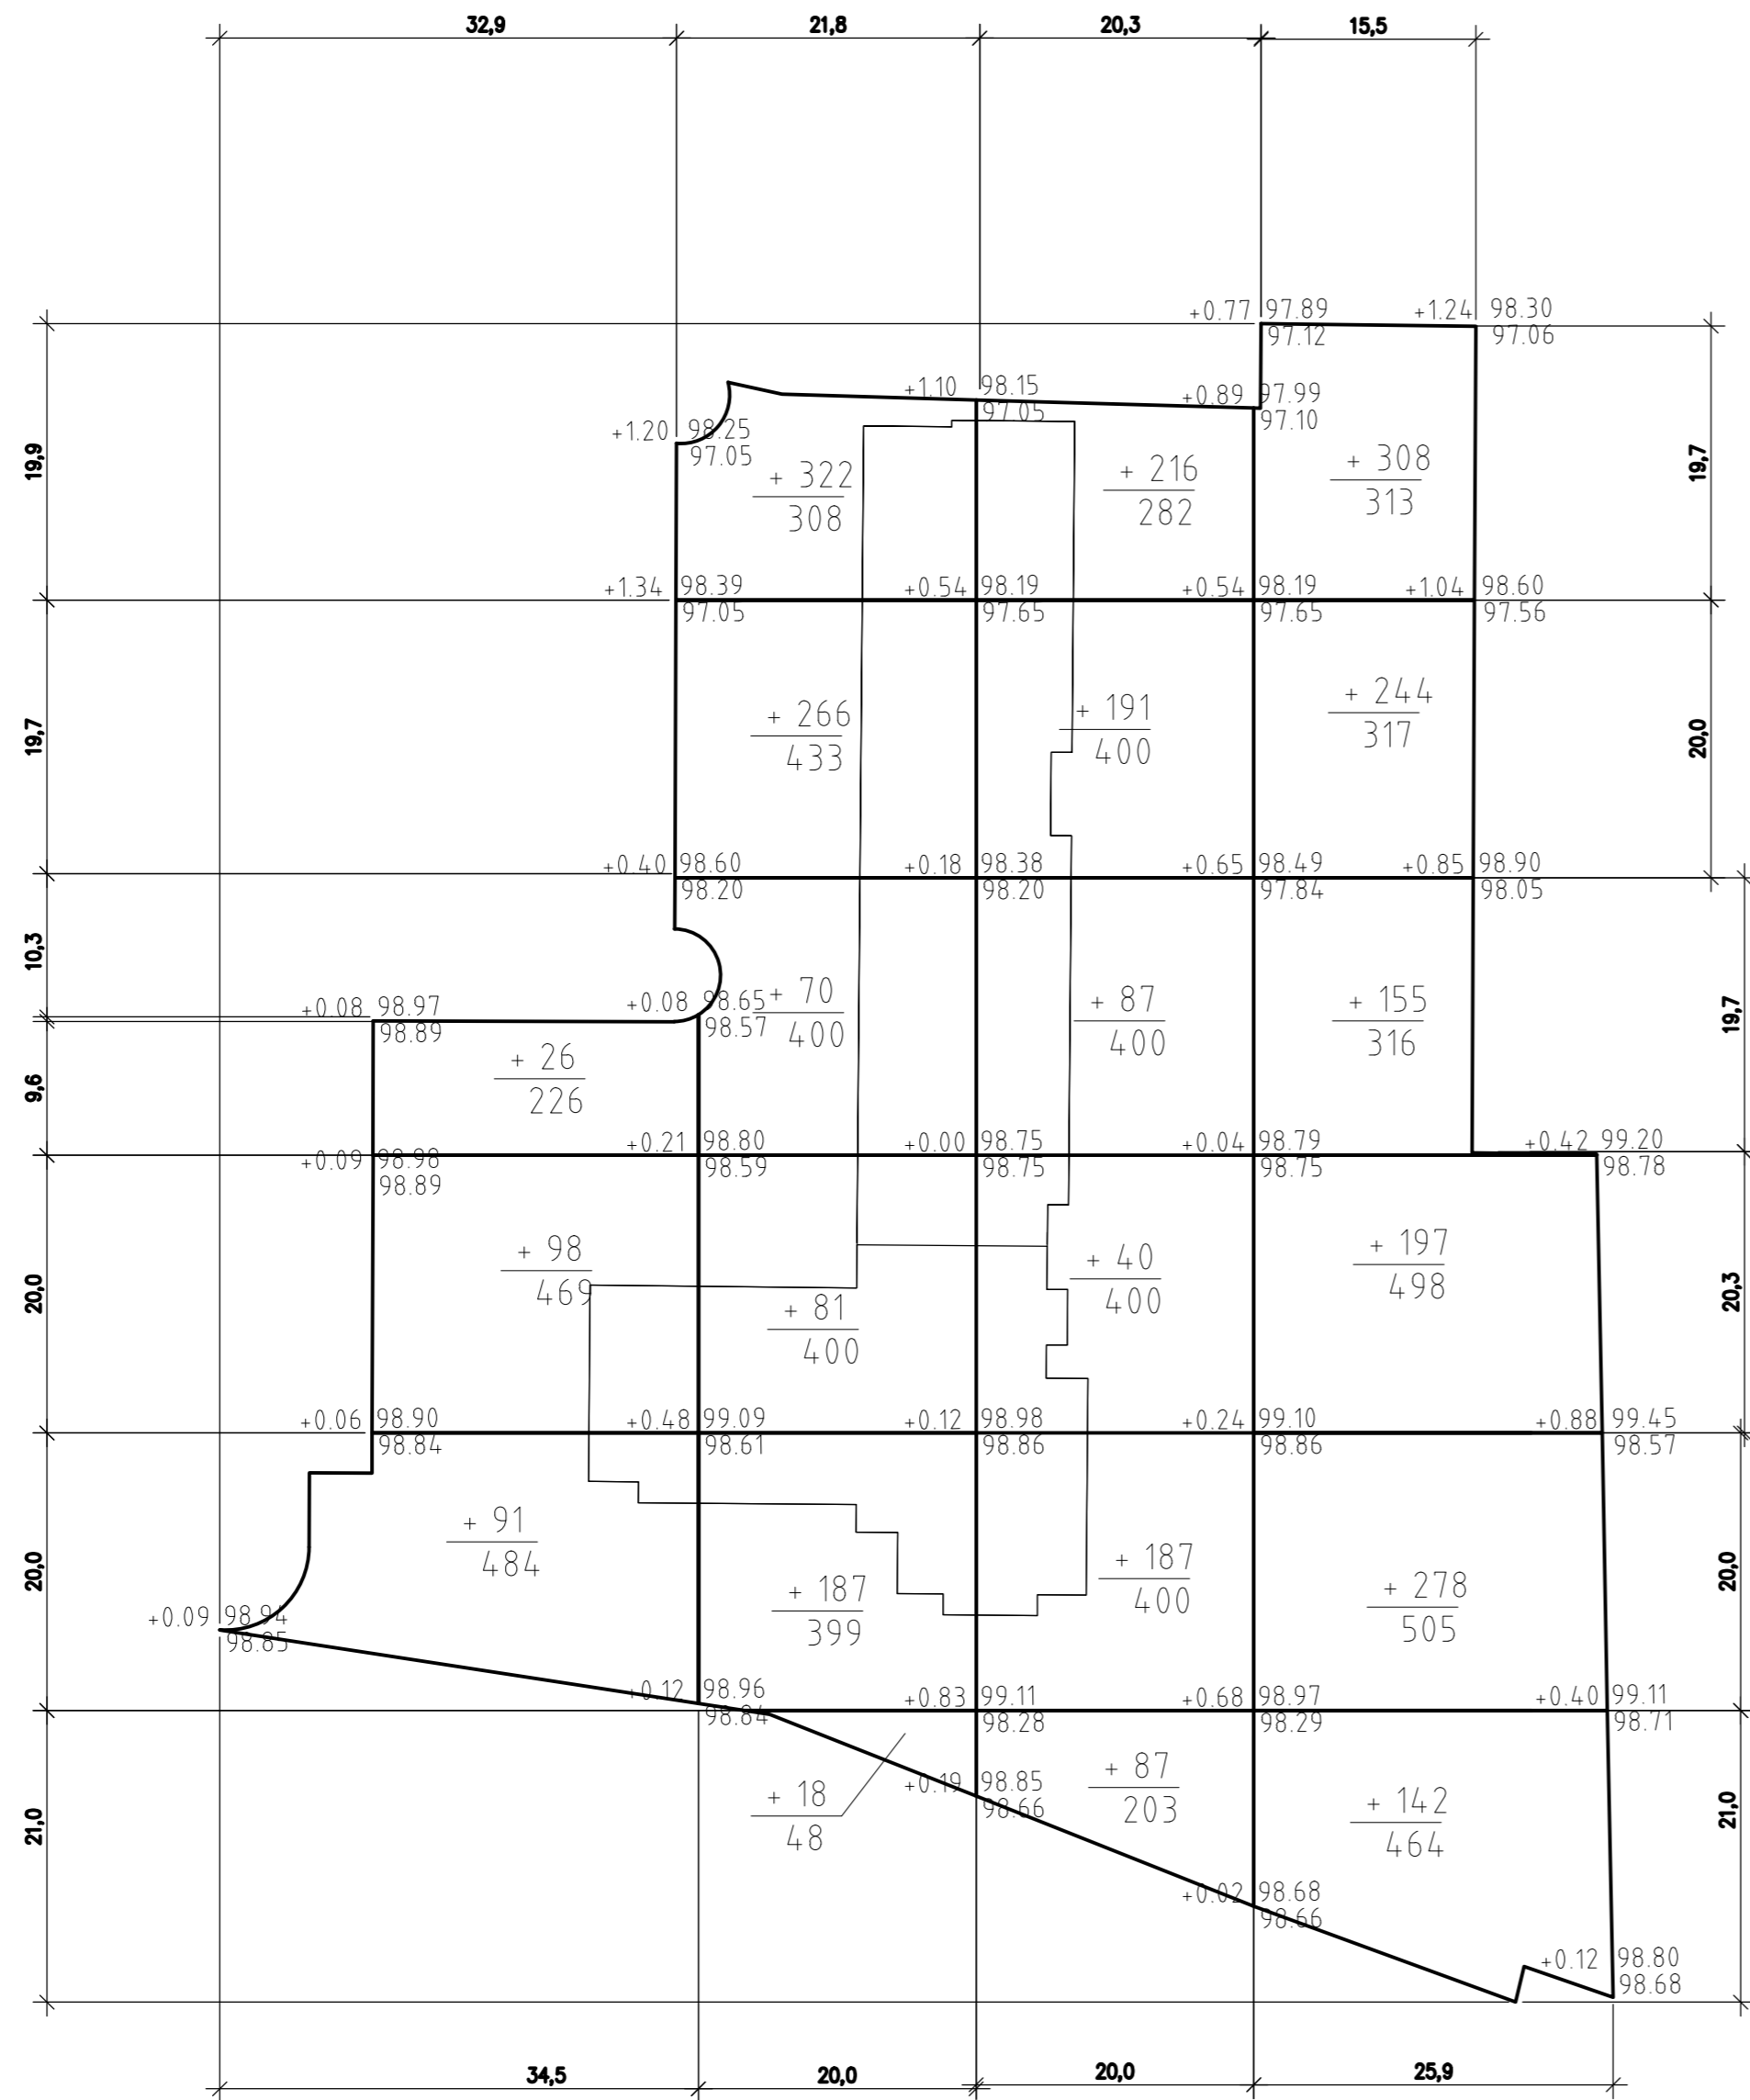 32,9 21,8 20,3 15,5
+0.77 97.89 +1.24 98.30
97.12 97.06
+1.10 98.15 +0.89 97.99
97.05 97.10
+1.20 98.25
97.05
19,9 + 322 + 216 + 308 19,7
308 282 313
+1.34 98.39 +0.54 98.19 +0.54 98.19 +1.04 98.60
97.05 97.65 97.65 97.56
19,7 + 266 + 191 + 244 20,0
433 400 317
+0.40 98.60 +0.18 98.38 +0.65 98.49 +0.85 98.90
98.20 98.20 97.84 98.05
10,3
+0.08 98.97 +0.08 98.65 + 70 + 87 + 155 19,7
98.89 98.57 400 400 316
9,6 + 26
226
+0.09 98.98 +0.21 98.80 +0.00 98.75 +0.04 98.79 +0.42 99.20
98.89 98.59 98.75 98.75 98.78
20,0 + 98 + 81 + 40 + 197 20,3
469 400 400 498
+0.06 98.90 +0.48 99.09 +0.12 98.98 +0.24 99.10 +0.88 99.45
98.84 98.61 98.86 98.86 98.57
20,0 + 91 + 187 + 187 + 278 20,0
484 399 400 505
+0.09 98.94
98.85
+0.12 98.96 +0.83 99.11 +0.68 98.97 +0.40 99.11
98.84 98.28 98.29 98.71
21,0 + 18 +0.19 98.85 + 87 + 142 21,0
48 98.66 203 464
+0.02 98.68
98.66
+0.12 98.80
98.68
34,5 20,0 20,0 25,9